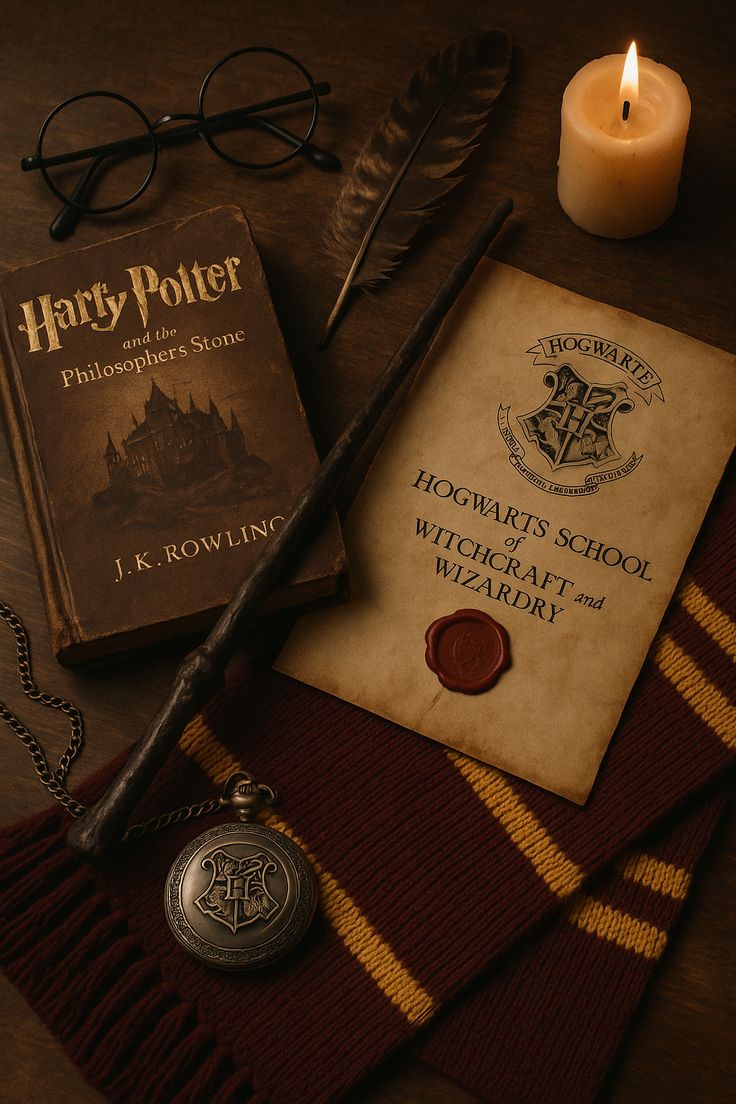 Harry Potter
and the
Philosophers Stone
J.K.ROWLING
HOGWARTE
H
HOGWARTS SCHOOL
of
WITCHCRAFT and
WIZARDRY
H